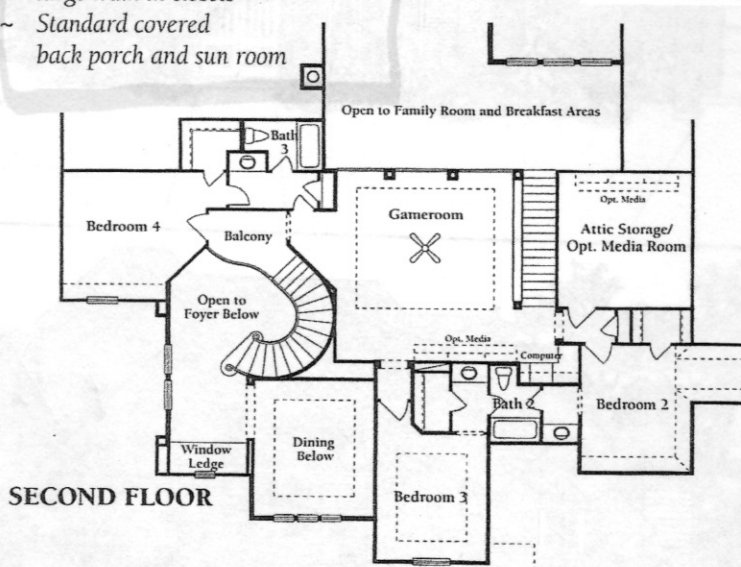 ~ Standard covered
back porch and sun room
Open to Family Room and Breakfast Areas
Bath
3
Opt. Media
Bedroom 4
Balcony
Gameroom
Attic Storage/
Opt. Media Room
Open to
Foyer Below
Opt. Media
Computer
Bath 2
Bedroom 2
Window
Ledge
Dining
Below
Bedroom 3
SECOND FLOOR